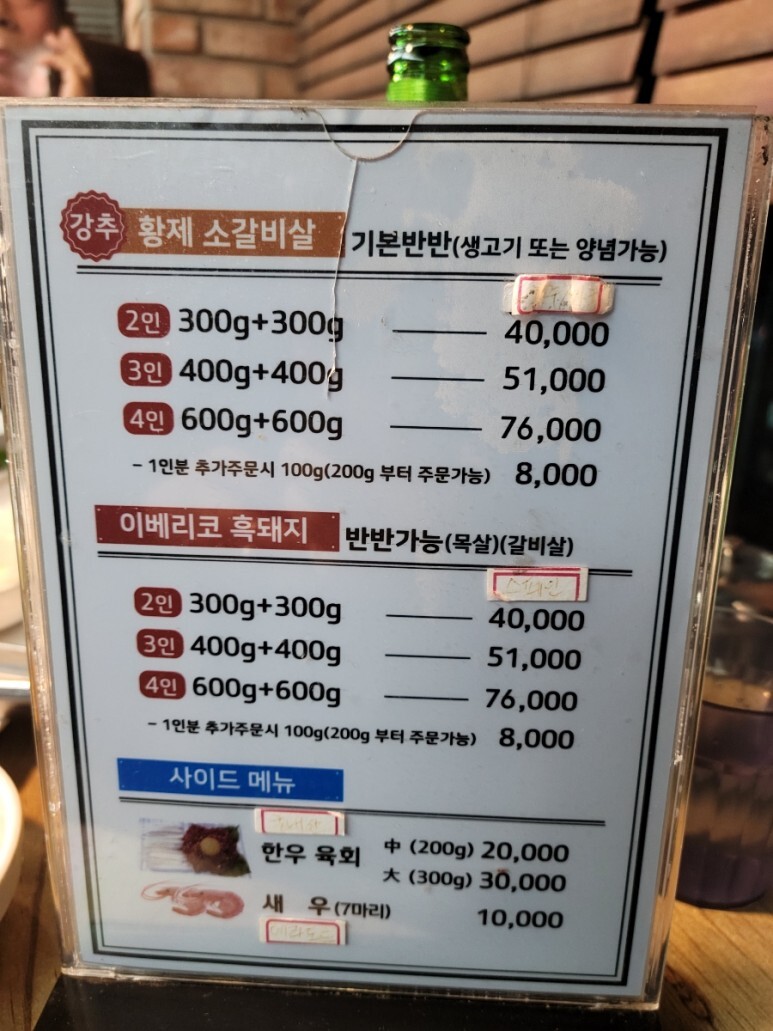 강추 황제 소갈비살 기본반반(생고기 또는 양념가능)
2인 300g+300g 40,000
3인 400g+400g 51,000
4인 600g+600g 76,000
- 1인분 추가주문시 100g(200g 부터 주문가능) 8,000
이베리코 흑돼지 반반가능(목살)(갈비살)
스페인
2인 300g+300g 40,000
3인 400g+400g 51,000
4인 600g+600g 76,000
- 1인분 추가주문시 100g(200g 부터 주문가능) 8,000
사이드 메뉴
한우 육회 中 (200g) 20,000
大 (300g) 30,000
새 우(7마리) 10,000